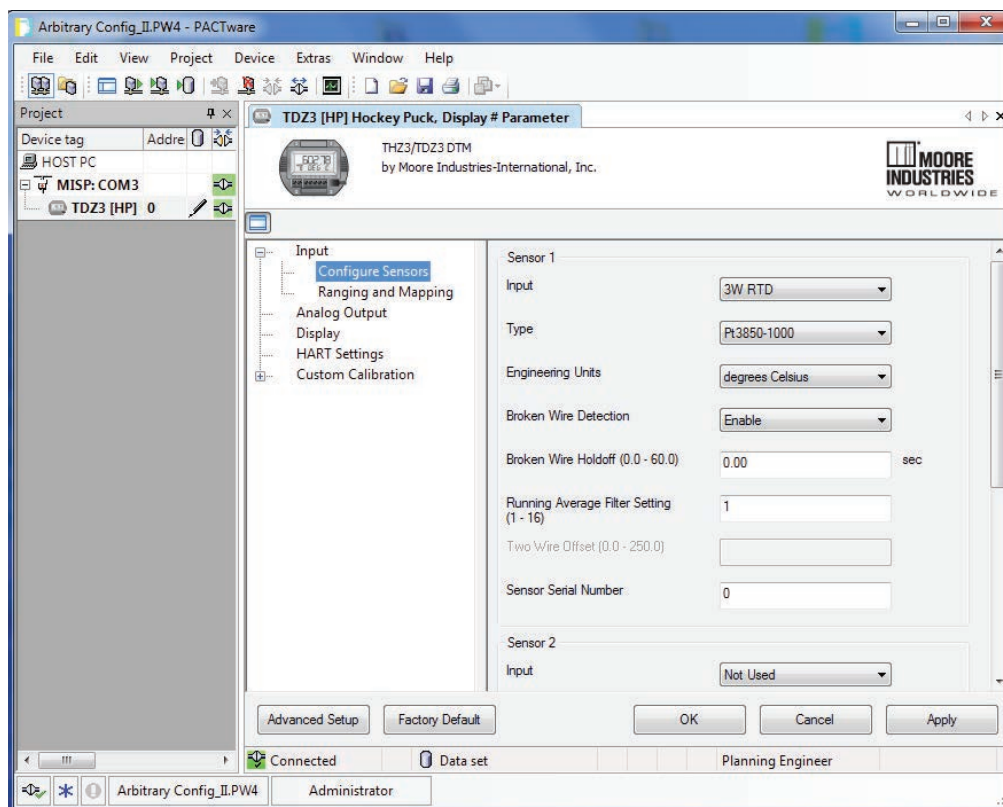 Arbitrary Config_II.PW4 - PACTware
File Edit View Project Device Extras Window Help
Project
Device tag Addre
HOST PC
MISP: COM3
TDZ3 [HP] 0
TDZ3 [HP] Hockey Puck, Display # Parameter
THZ3/TDZ3 DTM
by Moore Industries-International, Inc.
MOORE
INDUSTRIES
WORLDWIDE
Input
Configure Sensors
Ranging and Mapping
Analog Output
Display
HART Settings
Custom Calibration
Sensor 1
Input 3W RTD
Type Pt3850-1000
Engineering Units degrees Celsius
Broken Wire Detection Enable
Broken Wire Holdoff (0.0 - 60.0) 0.00 sec
Running Average Filter Setting
(1 - 16) 1
Two Wire Offset (0.0 - 250.0)
Sensor Serial Number 0
Sensor 2
Input Not Used
Advanced Setup Factory Default OK Cancel Apply
Connected Data set Planning Engineer
Arbitrary Config_II.PW4 Administrator